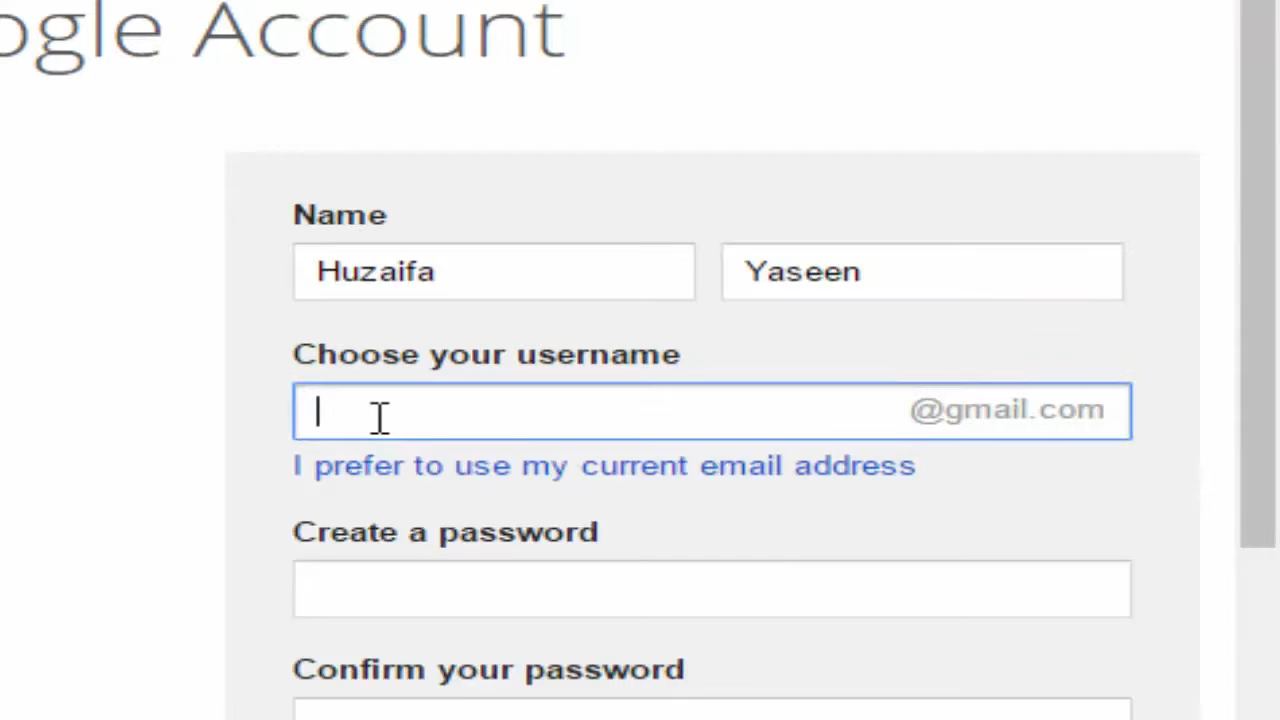 ogle Account
Name
Huzaifa Yaseen
Choose your username
@gmail.com
I prefer to use my current email address
Create a password
Confirm your password